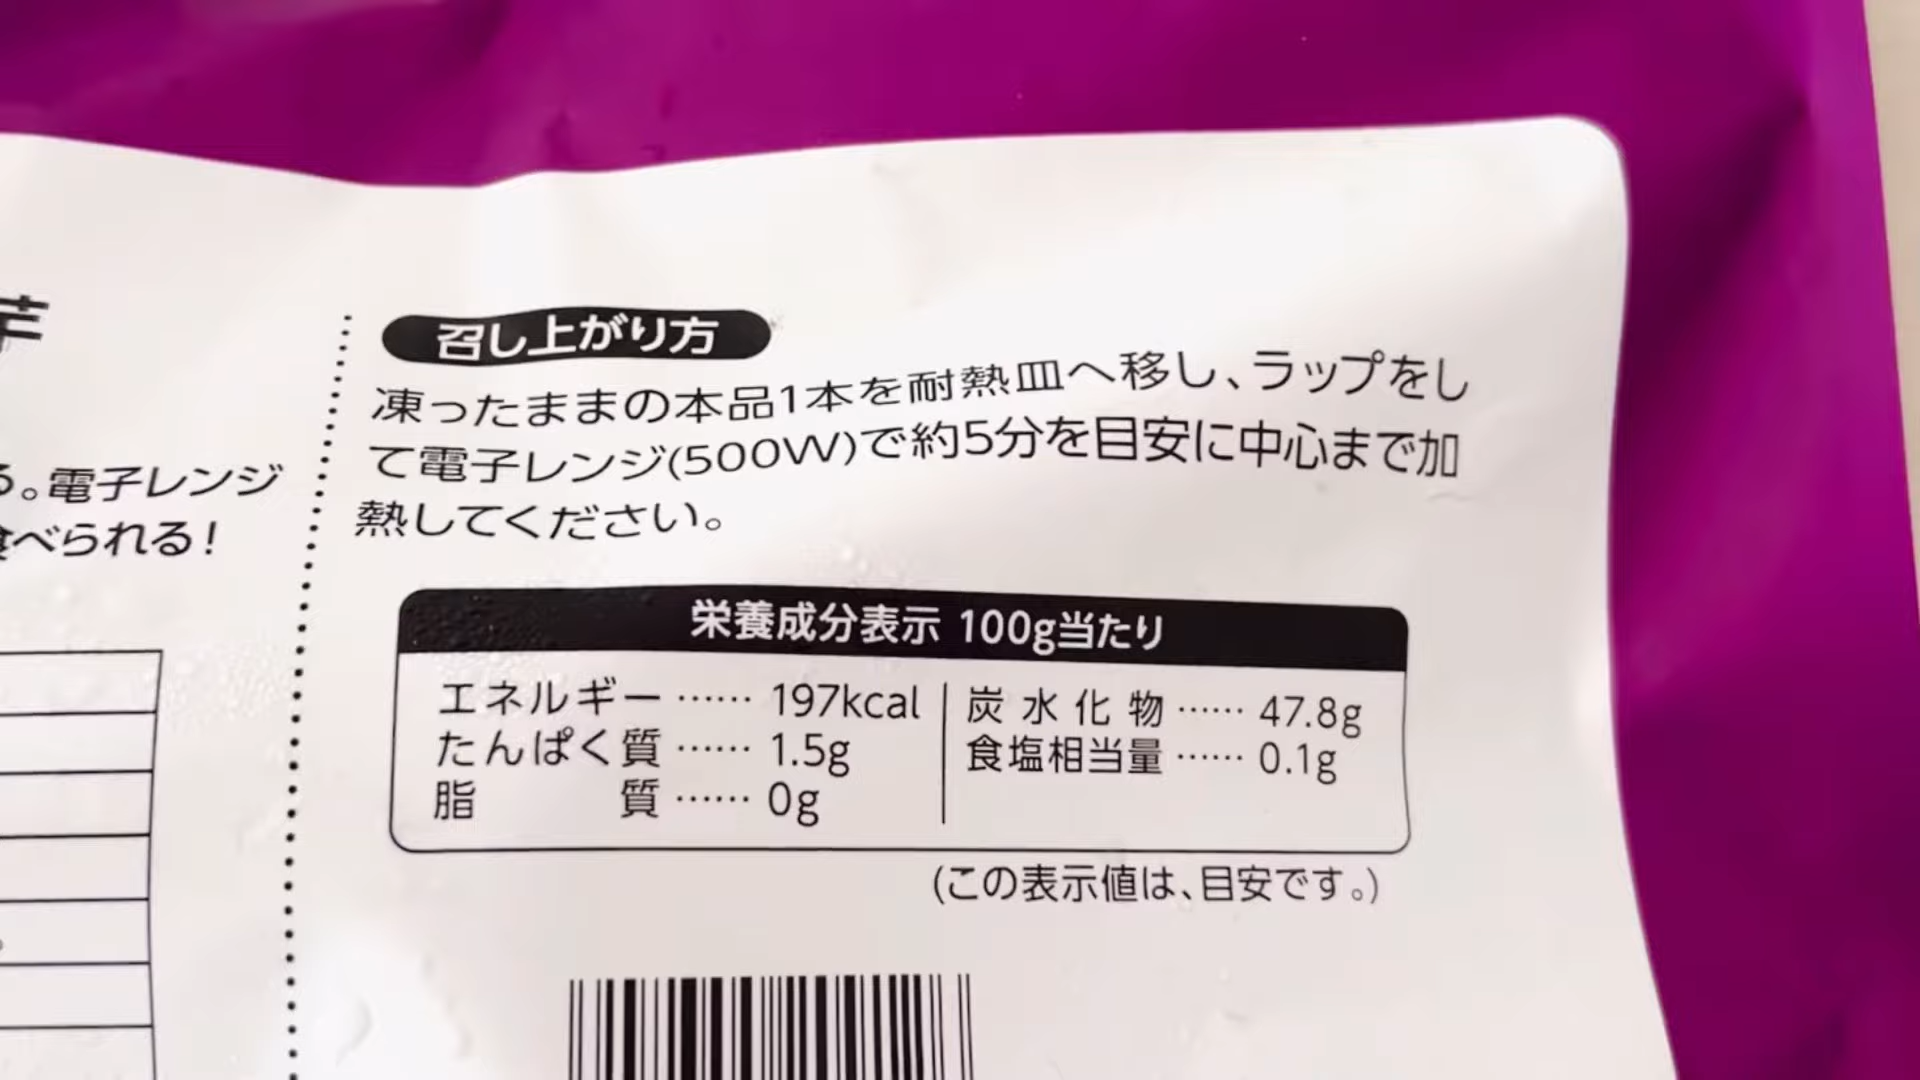 芋
る。電子レンジ
食べられる!
召し上がり方
凍ったままの本品1本を耐熱皿へ移し、ラップをし
て電子レンジ(500W)で約5分を目安に中心まで加
熱してください。
栄養成分表示 100g当たり
エネルギー …… 197kcal
たんぱく質 …… 1.5g
脂質 …… 0g
炭水化物 …… 47.8g
食塩相当量 …… 0.1g
(この表示値は、目安です。)